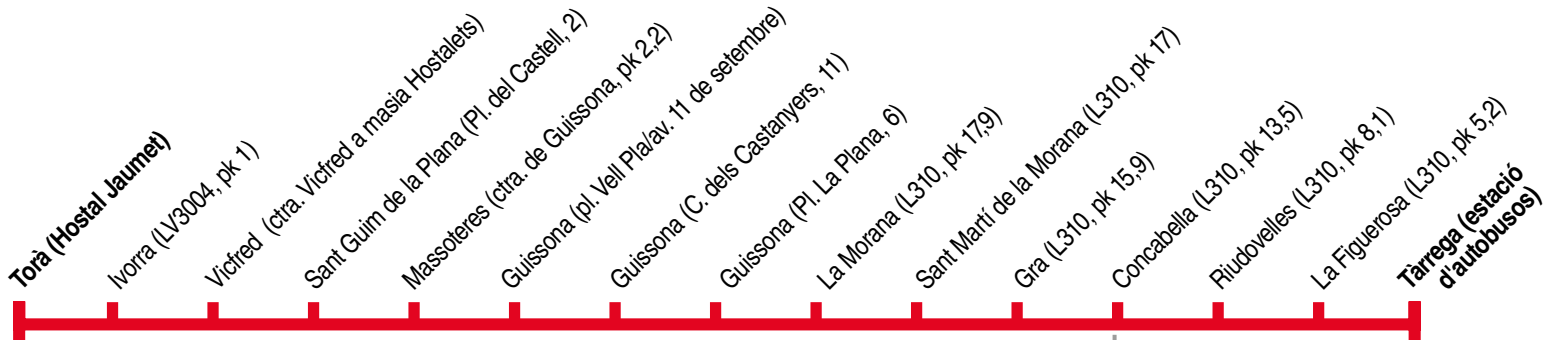 Torà (Hostal Jaumet)
Ivorra (LV3004, pk 1)
Vicfred (ctra. Vicfred a masia Hostalets)
Sant Guim de la Plana (Pl. del Castell, 2)
Massoteres (ctra. de Guissona, pk 2,2)
Guissona (pl. Vell Pla/av. 11 de setembre)
Guissona (C. dels Castanyers, 11)
Guissona (Pl. La Plana, 6)
La Morana (L310, pk 17,9)
Sant Martí de la Morana (L310, pk 17)
Gra (L310, pk 15,9)
Concabella (L310, pk 13,5)
Riudovelles (L310, pk 8,1)
La Figuerosa (L310, pk 5,2)
Tàrrega (estació
d'autobusos)